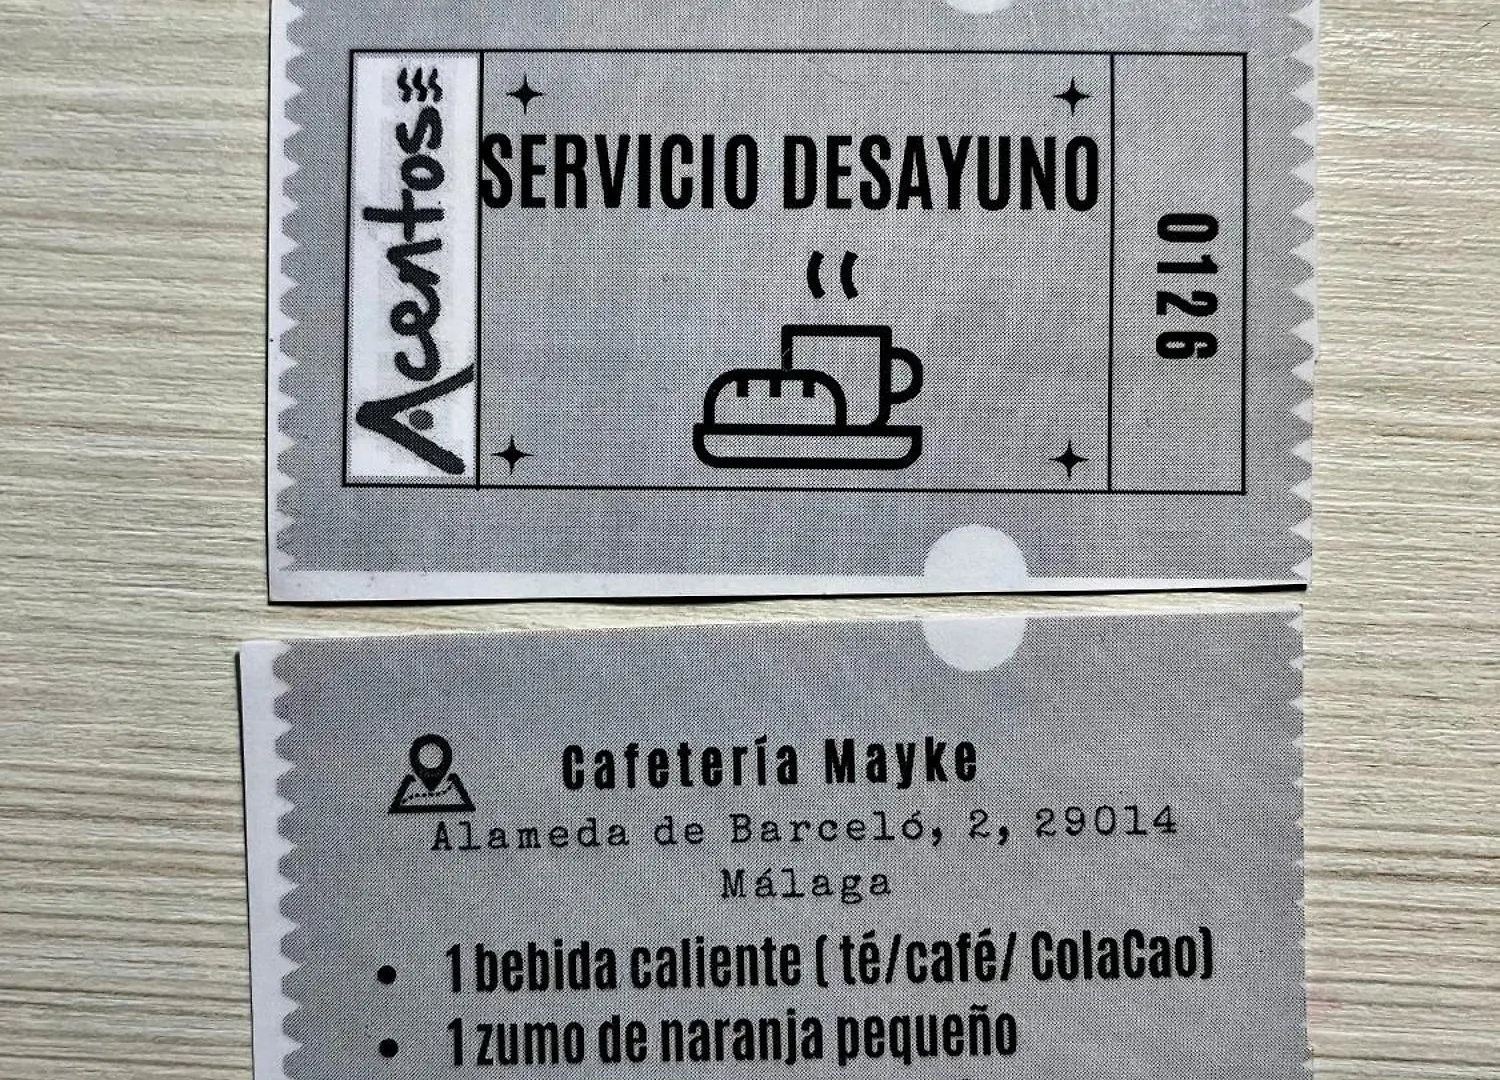 Acentos
SERVICIO DESAYUNO
0126
Cafetería Mayke
Alameda de Barceló, 2, 29014
Málaga
• 1 bebida caliente ( té/café/ ColaCao)
• 1 zumo de naranja pequeño